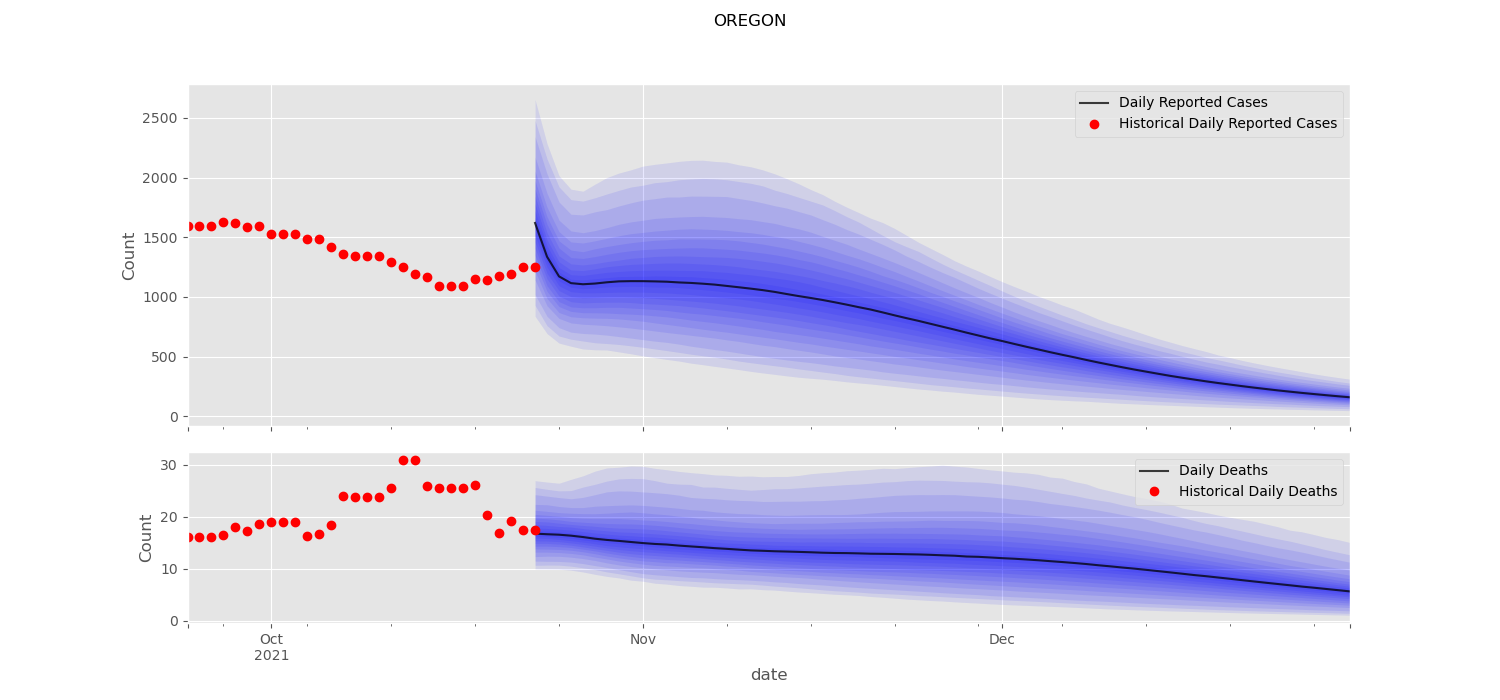 OREGON
Daily Reported Cases
Historical Daily Reported Cases
2500
2000
1500
1000
500
0
Count
Daily Deaths
Historical Daily Deaths
30
20
10
0
Count
Oct
2021
Nov
Dec
date